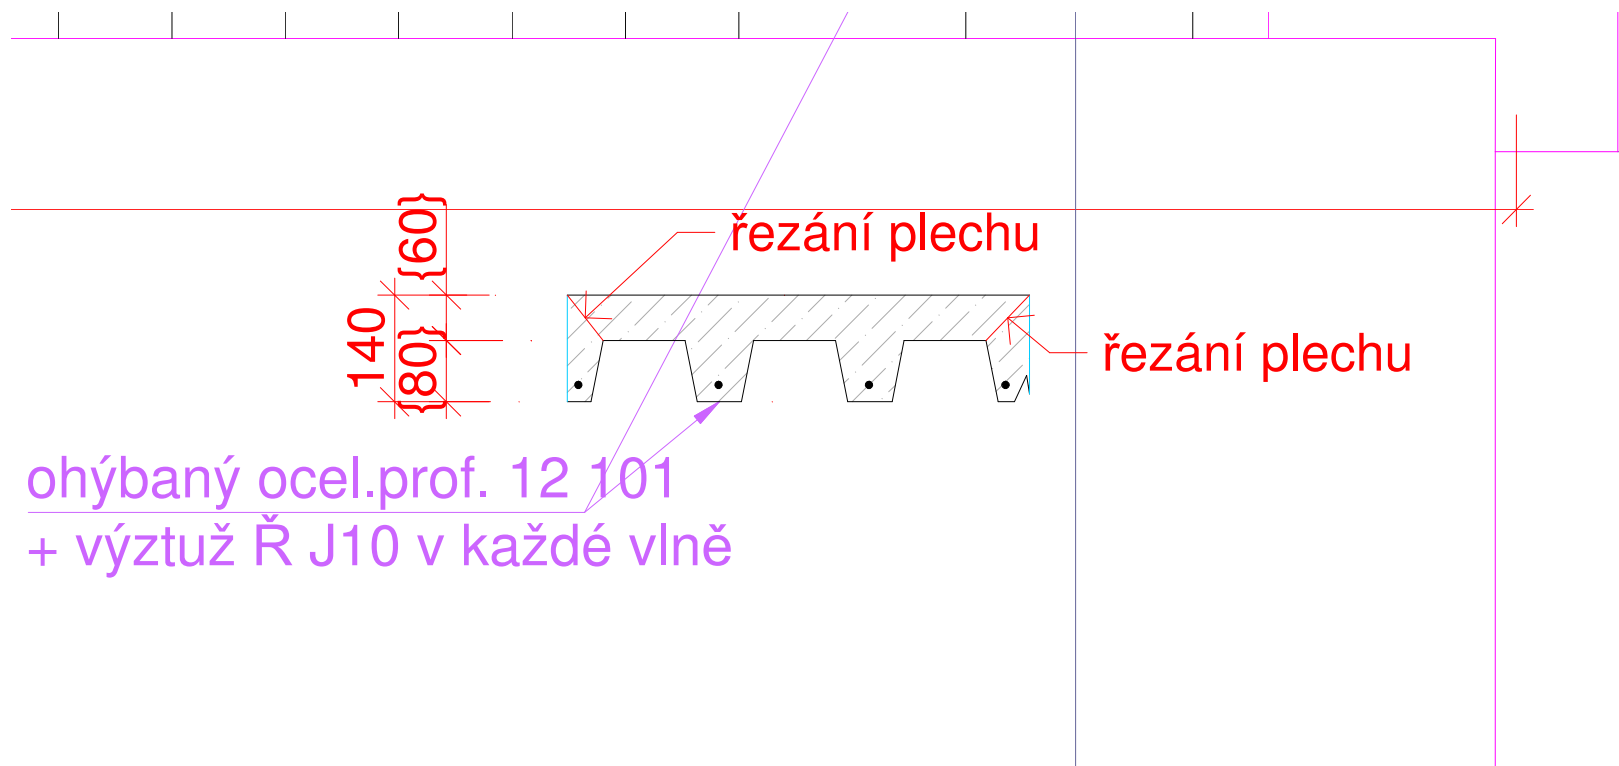 {60}
řezání plechu
140
{80}
řezání plechu
ohýbaný ocel.prof. 12 101
+ výztuž Ř J10 v každé vlně